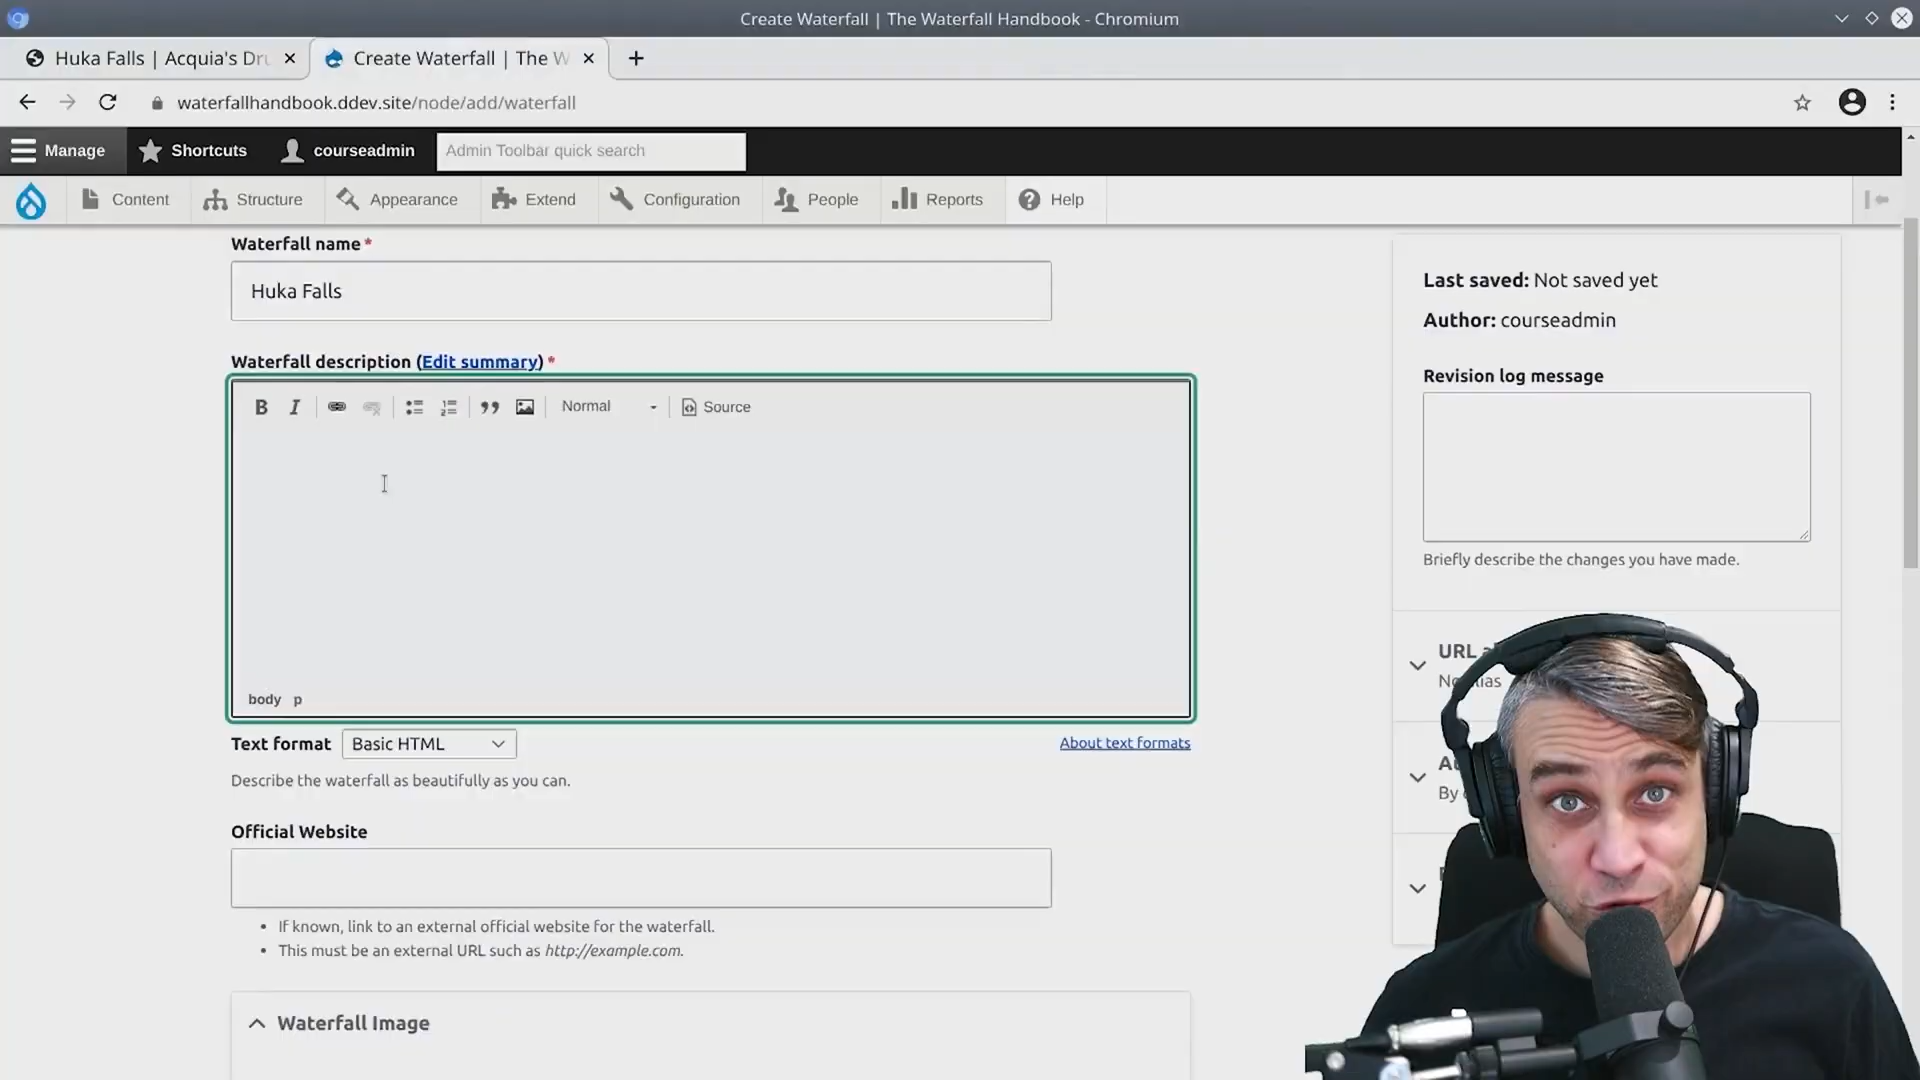 Create Waterfall | The Waterfall Handbook - Chromium
Huka Falls | Acquia's Dru
Create Waterfall | The W
waterfallhandbook.ddev.site/node/add/waterfall
Manage
Shortcuts
courseadmin
Admin Toolbar quick search
Content
Structure
Appearance
Extend
Configuration
People
Reports
Help
Waterfall name*
Huka Falls
Waterfall description (Edit summary)*
B I
Normal
Source
body p
Text format
Basic HTML
About text formats
Describe the waterfall as beautifully as you can.
Official Website
If known, link to an external official website for the waterfall.
This must be an external URL such as http://example.com.
Waterfall Image
Last saved: Not saved yet
Author: courseadmin
Revision log message
Briefly describe the changes you have made.
URL
By